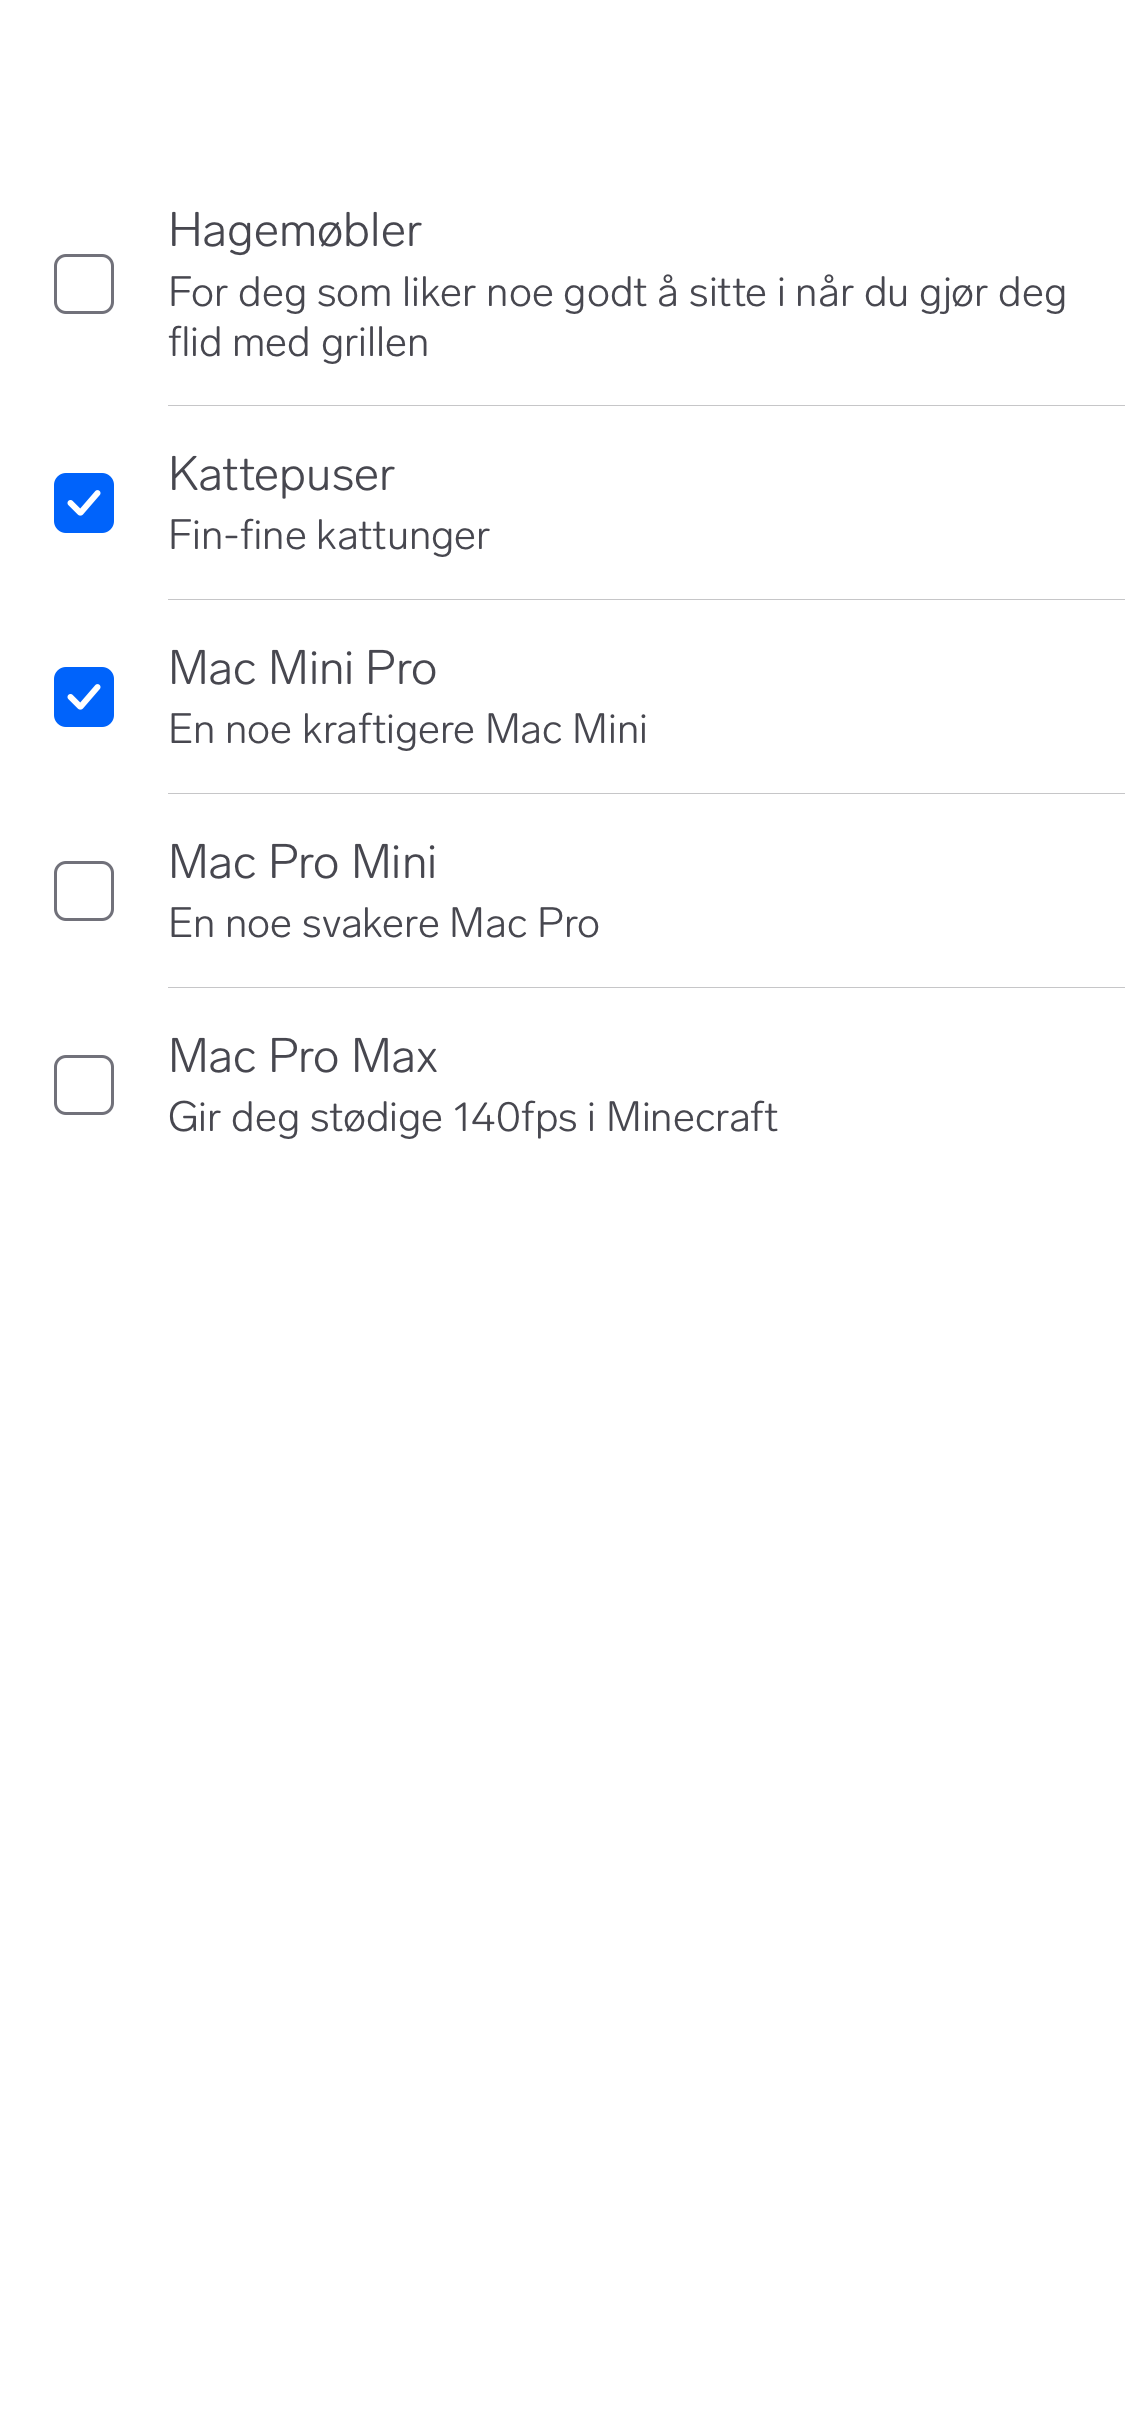 Hagemøbler
For deg som liker noe godt å sitte i når du gjør deg
flid med grillen
Kattepuser
Fin-fine kattunger
Mac Mini Pro
En noe kraftigere Mac Mini
Mac Pro Mini
En noe svakere Mac Pro
Mac Pro Max
Gir deg stødige 140fps i Minecraft